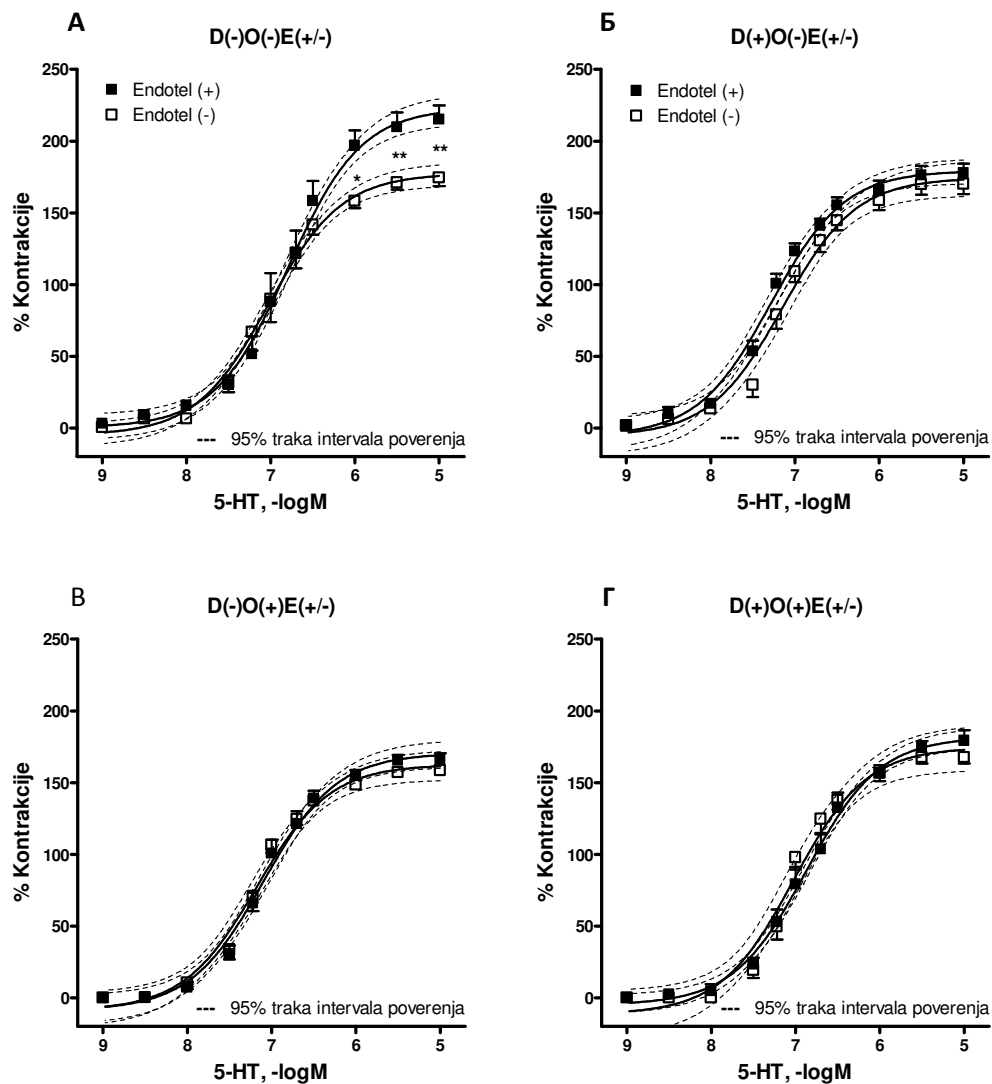 А
D(-)O(-)E(+/-)
250
200
150
100
50
0
% Kontrakcije
Endotel (+)
Endotel (-)
*
**
**
--- 95% traka intervala poverenja
9 8 7 6 5
5-HT, -logM
Б
D(+)O(-)E(+/-)
250
200
150
100
50
0
% Kontrakcije
Endotel (+)
Endotel (-)
--- 95% traka intervala poverenja
9 8 7 6 5
5-HT, -logM
В
D(-)O(+)E(+/-)
250
200
150
100
50
0
% Kontrakcije
--- 95% traka intervala poverenja
9 8 7 6 5
5-HT, -logM
Г
D(+)O(+)E(+/-)
250
200
150
100
50
0
% Kontrakcije
--- 95% traka intervala poverenja
9 8 7 6 5
5-HT, -logM